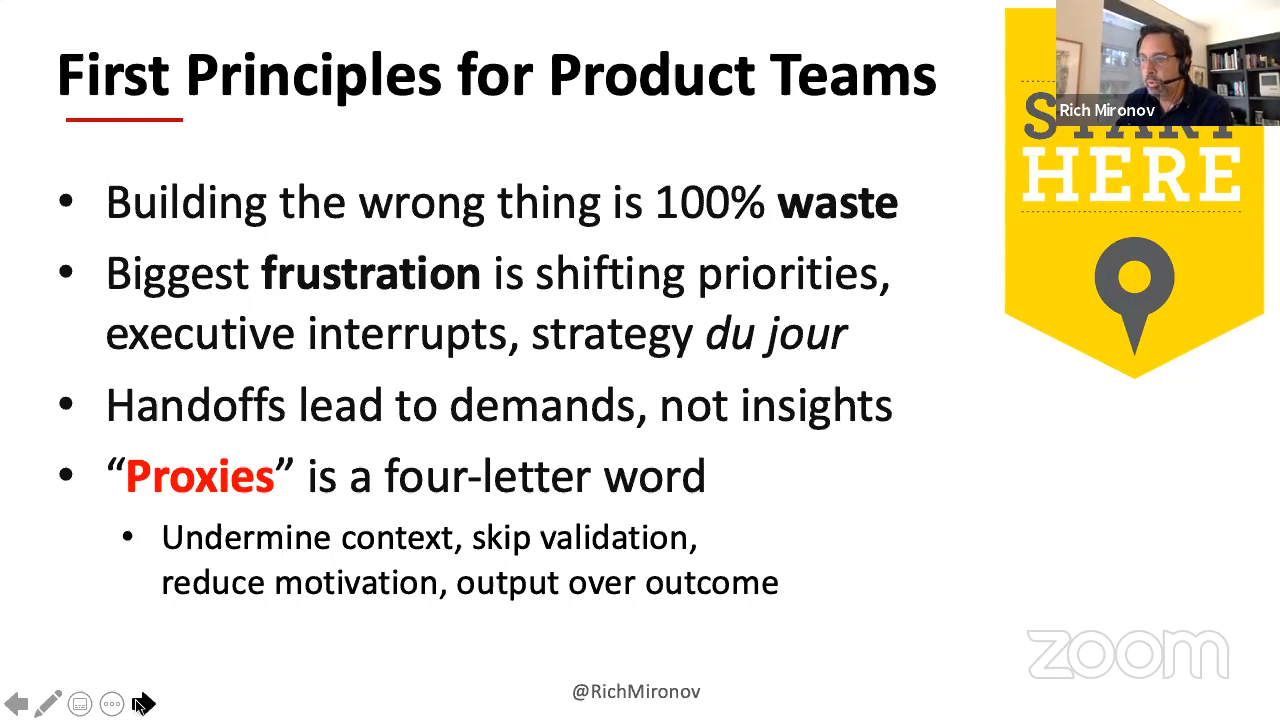 First Principles for Product Teams
• Building the wrong thing is 100% waste
• Biggest frustration is shifting priorities,
executive interrupts, strategy du jour
• Handoffs lead to demands, not insights
• “Proxies” is a four-letter word
• Undermine context, skip validation,
reduce motivation, output over outcome
Rich Mironov
START
HERE
@RichMironov
zoom